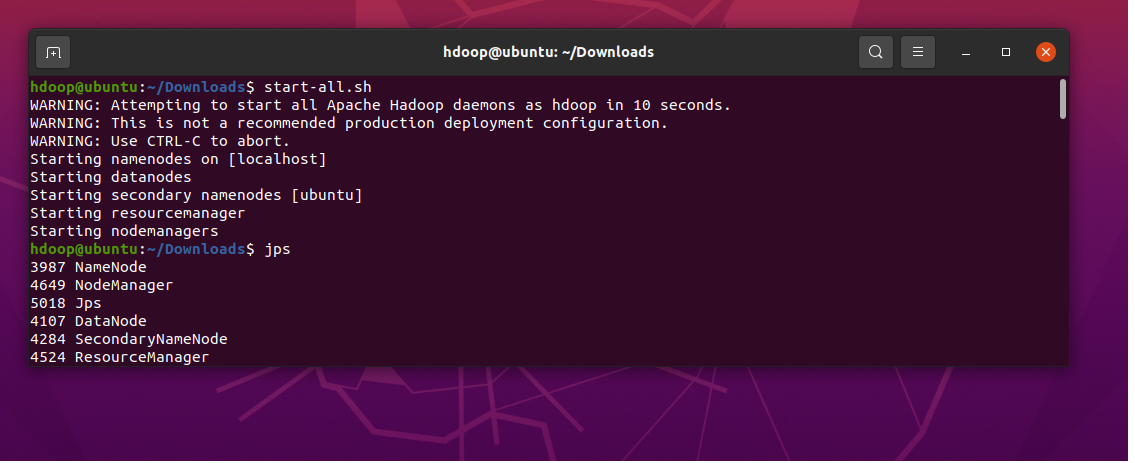 hdoop@ubuntu: ~/Downloads
hdoop@ubuntu:~/Downloads$ start-all.sh
WARNING: Attempting to start all Apache Hadoop daemons as hdoop in 10 seconds.
WARNING: This is not a recommended production deployment configuration.
WARNING: Use CTRL-C to abort.
Starting namenodes on [localhost]
Starting datanodes
Starting secondary namenodes [ubuntu]
Starting resourcemanager
Starting nodemanagers
hdoop@ubuntu:~/Downloads$ jps
3987 NameNode
4649 NodeManager
5018 Jps
4107 DataNode
4284 SecondaryNameNode
4524 ResourceManager